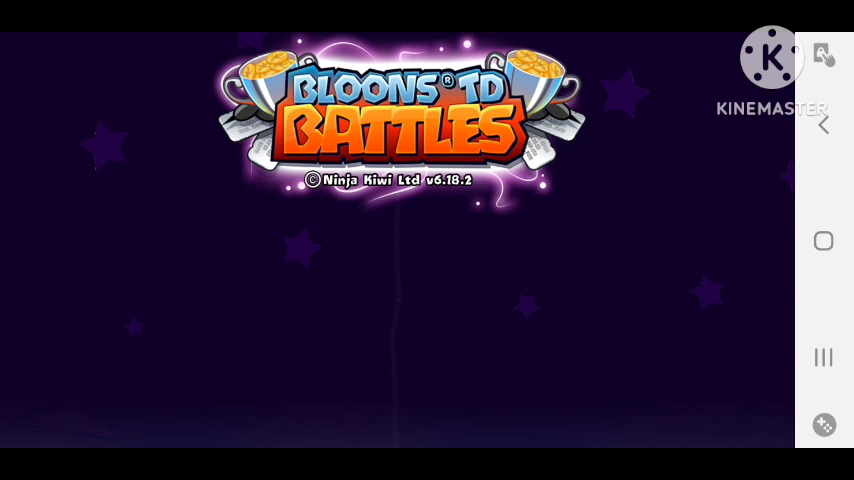 BLOONS® TD
BATTLES
©Ninja Kiwi Ltd v6.18.2
K
KINEMASTER